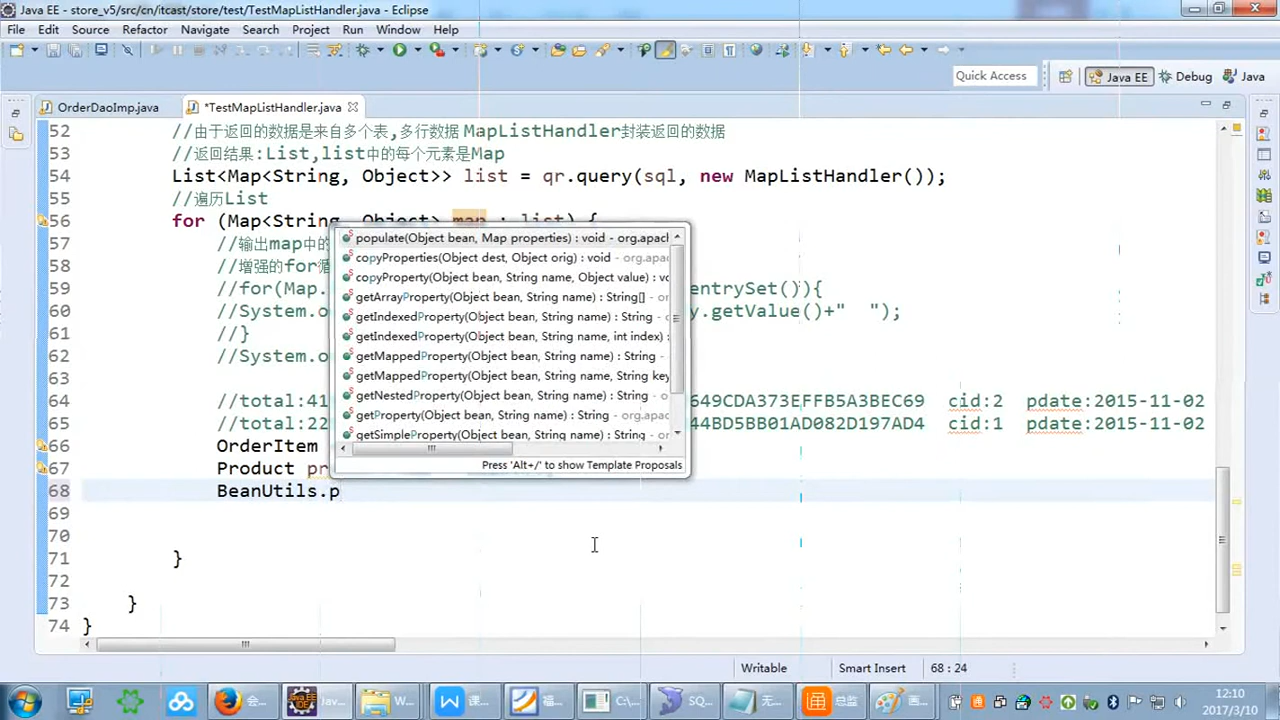 Java EE - store_v5/src/cn/itcast/store/test/TestMapListHandler.java - Eclipse
File Edit Source Refactor Navigate Search Project Run Window Help
Quick Access Java EE Debug Java
OrderDaoImp.java *TestMapListHandler.java
52 //由于返回的数据是来自多个表,多行数据 MapListHandler封装返回的数据
53 //返回结果:List,list中的每个元素是Map
54 List<Map<String, Object>> list = qr.query(sql, new MapListHandler());
55 //遍历List
56 for (Map<String, Object> map : list) {
57 //输出map中的
58 //增强的for循
59 //for(Map. entrySet()){
60 //System.o y.getValue()+" ");
61 //}
62 //System.o
63
64 //total:41 649CDA373EFFB5A3BEC69 cid:2 pdate:2015-11-02
65 //total:22 44BD5BB01AD082D197AD4 cid:1 pdate:2015-11-02
66 OrderItem
67 Product pr
68 BeanUtils.p
69
70
71 }
72
73 }
74 }
populate(Object bean, Map properties) : void - org.apach
copyProperties(Object dest, Object orig) : void - org.apac
copyProperty(Object bean, String name, Object value) : vo
getArrayProperty(Object bean, String name) : String[] - or
getIndexedProperty(Object bean, String name) : String -
getIndexedProperty(Object bean, String name, int index) :
getMappedProperty(Object bean, String name) : String -
getMappedProperty(Object bean, String name, String key
getNestedProperty(Object bean, String name) : String - o
getProperty(Object bean, String name) : String - org.apac
getSimpleProperty(Object bean, String name) : String - o
Press 'Alt+/' to show Template Proposals
Writable Smart Insert 68 : 24
会... Java EE IDE Jav... W... 课... 福... C:\... SQ... 无... 总监 画...
12:10
2017/3/10